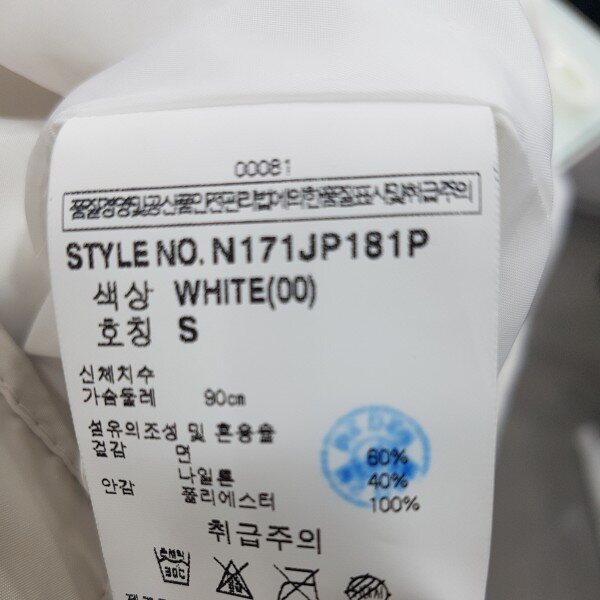 00081
품질경영및공산품안전관리법에의한품질표시및취급주의
STYLE NO. N171JP181P
색상 WHITE(00)
호칭 S
신체치수
가슴둘레 90cm
섬유의조성 및 혼용율
겉감 면 60%
나일론 40%
안감 폴리에스터 100%
취급주의